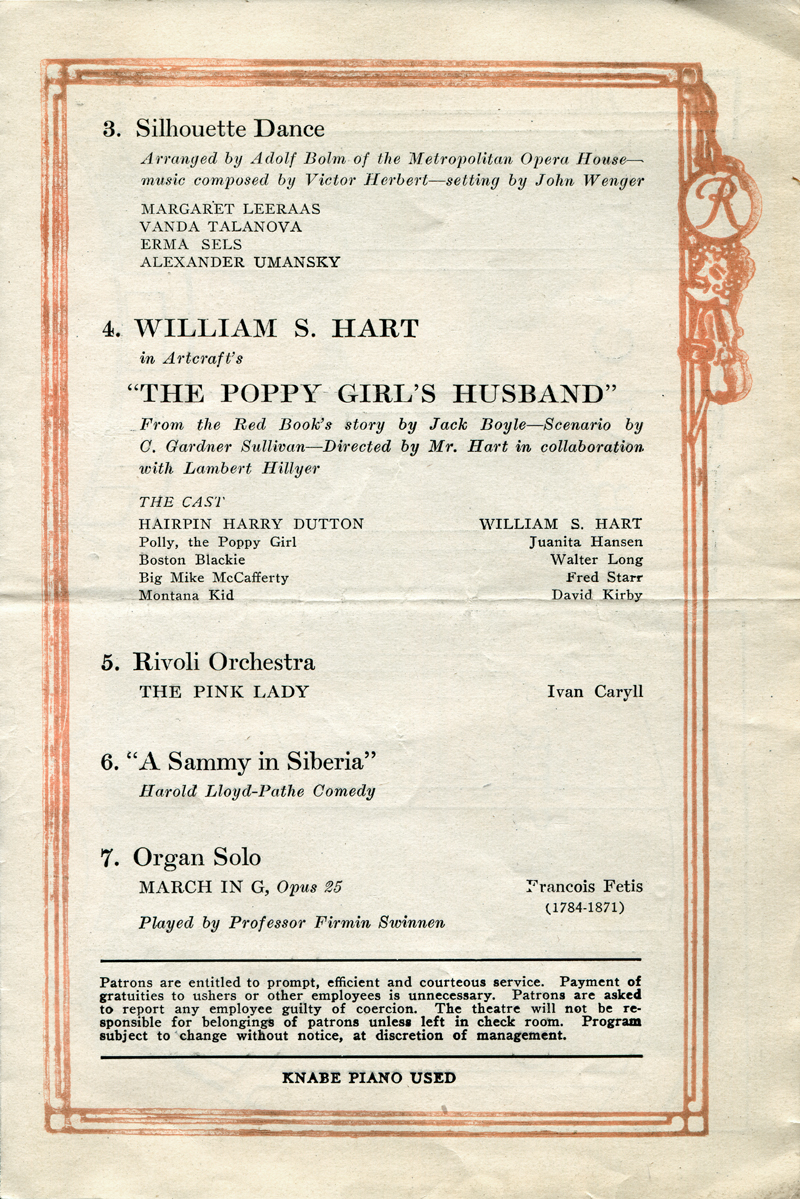 3. Silhouette Dance
Arranged by Adolf Bolm of the Metropolitan Opera House—
music composed by Victor Herbert—setting by John Wenger
MARGARET LEERAAS
VANDA TALANOVA
ERMA SELS
ALEXANDER UMANSKY
R
4. WILLIAM S. HART
in Artcraft's
"THE POPPY GIRL'S HUSBAND"
From the Red Book's story by Jack Boyle—Scenario by
C. Gardner Sullivan—Directed by Mr. Hart in collaboration
with Lambert Hillyer
THE CAST
HAIRPIN HARRY DUTTON WILLIAM S. HART
Polly, the Poppy Girl Juanita Hansen
Boston Blackie Walter Long
Big Mike McCafferty Fred Starr
Montana Kid David Kirby
5. Rivoli Orchestra
THE PINK LADY Ivan Caryll
6. "A Sammy in Siberia"
Harold Lloyd-Pathe Comedy
7. Organ Solo
MARCH IN G, Opus 25 Francois Fetis
(1784-1871)
Played by Professor Firmin Swinnen
Patrons are entitled to prompt, efficient and courteous service. Payment of
gratuities to ushers or other employees is unnecessary. Patrons are asked
to report any employee guilty of coercion. The theatre will not be re-
sponsible for belongings of patrons unless left in check room. Program
subject to change without notice, at discretion of management.
KNABE PIANO USED